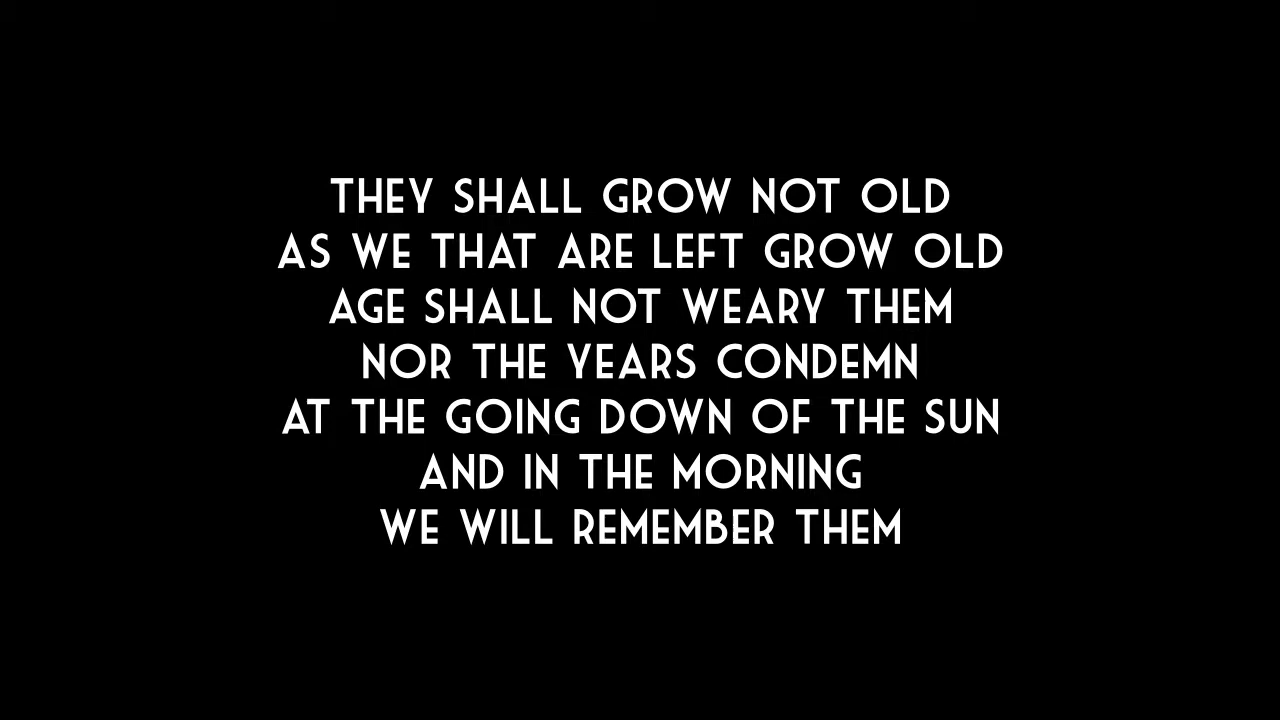 THEY SHALL GROW NOT OLD
AS WE THAT ARE LEFT GROW OLD
AGE SHALL NOT WEARY THEM
NOR THE YEARS CONDEMN
AT THE GOING DOWN OF THE SUN
AND IN THE MORNING
WE WILL REMEMBER THEM